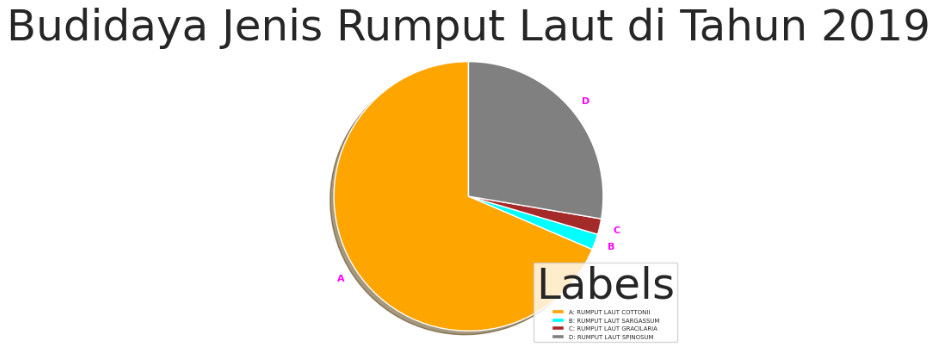 Budidaya Jenis Rumput Laut di Tahun 2019
D
C
B
A
Labels
A: RUMPUT LAUT COTTONII
B: RUMPUT LAUT SARGASSUM
C: RUMPUT LAUT GRACILARIA
D: RUMPUT LAUT SPINOSUM